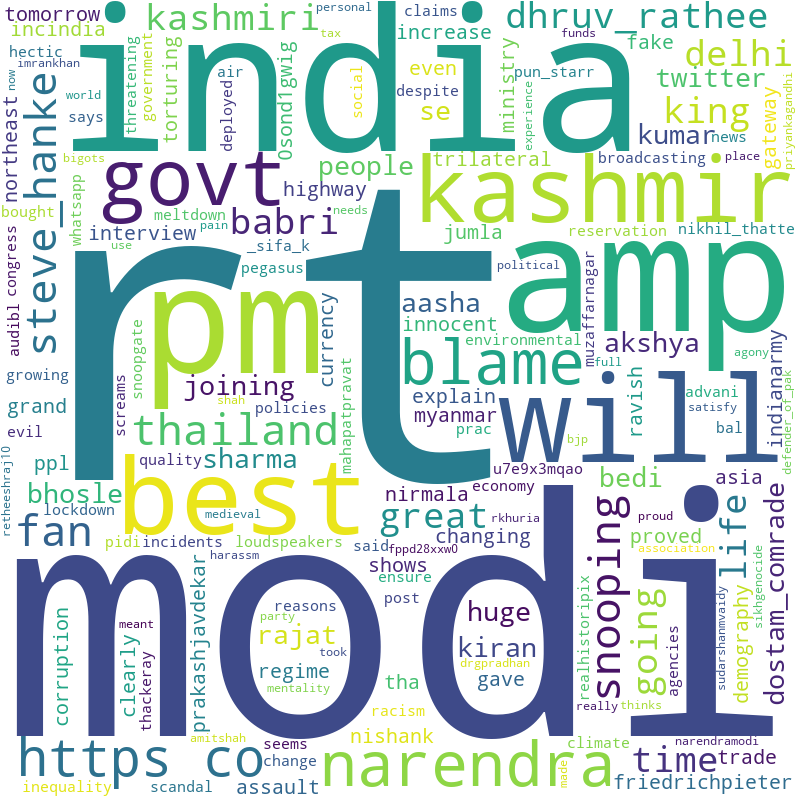 tomorrow
kashmiri
india
dhruv_rathee
personal
tax
claims
funds
incindia
increase
fake
delhi
hectic
imrankhan
now
threatening
government
torturing
deployed
air
0sond1gwig
social
even
despite
se
ministry
pun_starr
experience
twitter
king
gateway
priyankagandhi
northeast
world
says
bigots
steve_hanke
whatsapp
govt
people
trilateral
broadcasting
kumar
news
place
kashmir
bought
congress
audibl
meltdown
pain
needs
highway
babri
interview
use
_sifa_k
pegasus
jumla
reservation
nikhil_thatte
rt
amp
political
pm
snoopgate
mahapatpravat
currency
aasha
innocent
environmental
muzaffarnagar
akshya
agony
growing
grand
evil
screams
joining
shah
policies
blame
explain
myanmar
prac
will
full
bjp
ravish
advani
satisfy
bal
indianarmy
defender_of_pak
retheeshraj10
ppl
thailand
quality
sharma
bhosle
lockdown
best
medieval
nirmala
economy
u7e9x3mqao
bedi
asia
fan
great
changing
rkhuria
snooping
proud
proved
life
pidi
incidents
loudspeakers
harassm
said
fppd28xxw0
shows
ensure
post
association
sikhgenocide
dostam_comrade
modi
corruption
clearly
meant
thackeray
prakashjavdekar
reasons
party
rajat
took
regime
mentality
huge
kiran
drgpradhan
gave
tha
realhistoripix
going
agencies
sudarshanmvaidy
demography
racism
really
thinks
https co
amitshah
seems
nishank
climate
time
narendramodi
trade
inequality
scandal
change
assault
narendra
made
friedrichpieter